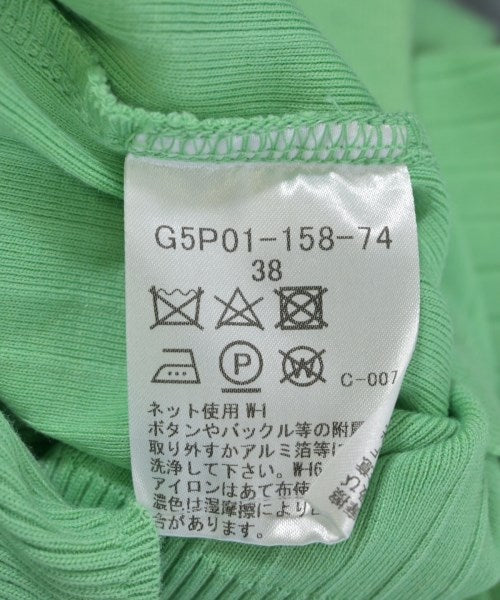 G5P01-158-74
38
P W C-007
ネット使用 W-1
ボタンやバックル等の附属
取り外すかアルミ箔等に
洗浄して下さい。W-16
アイロンはあて布使
濃色は湿摩擦により
合があります。